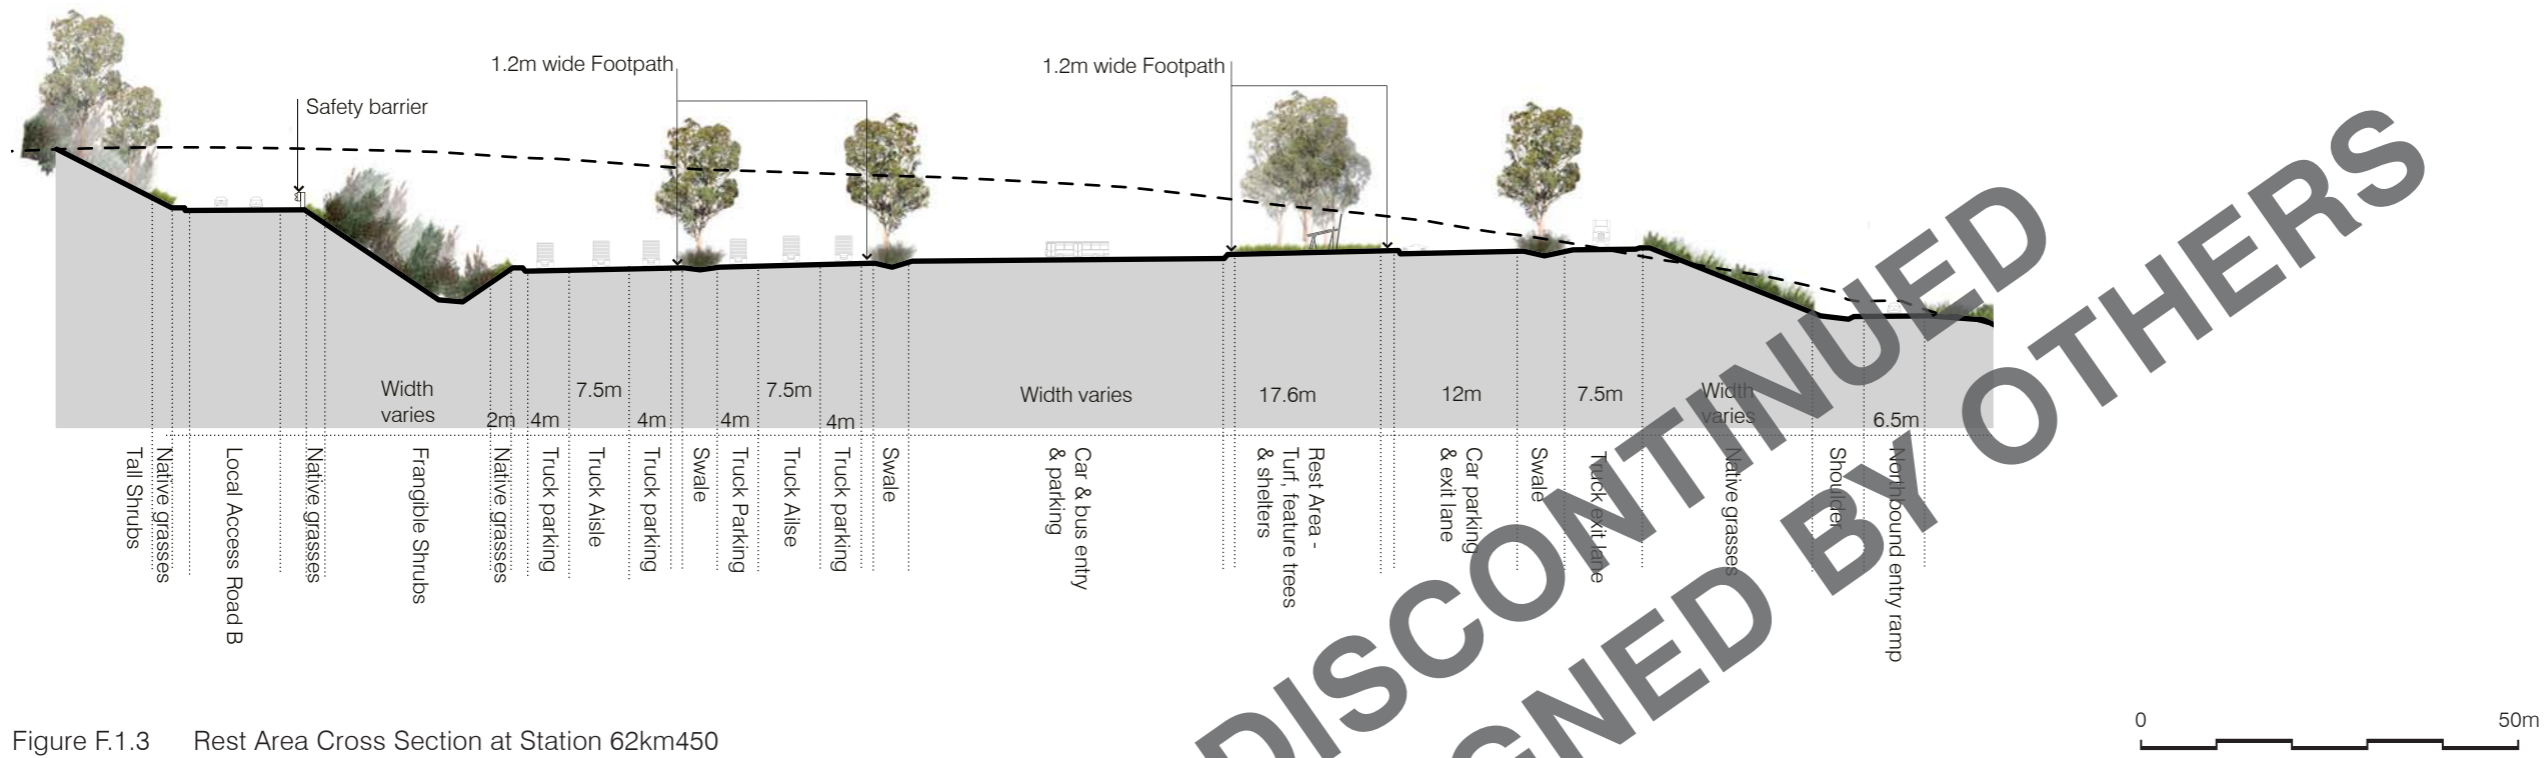 1.2m wide Footpath
1.2m wide Footpath
Safety barrier
Width
varies
2m
4m
7.5m
4m
4m
7.5m
4m
Width varies
17.6m
12m
7.5m
Width
varies
6.5m
Tall Shrubs
Native grasses
Local Access Road B
Native grasses
Frangible Shrubs
Native grasses
Truck parking
Truck Aisle
Truck parking
Swale
Truck Parking
Truck Ailse
Truck parking
Swale
Car & bus entry
& parking
Rest Area -
Turf, feature trees
& shelters
Car parking
& exit lane
Swale
Truck exit lane
Native grasses
Shoulder
Northbound entry ramp
DISCONTINUED
GNED BY OTHERS
0
50m
Figure F.1.3 Rest Area Cross Section at Station 62km450